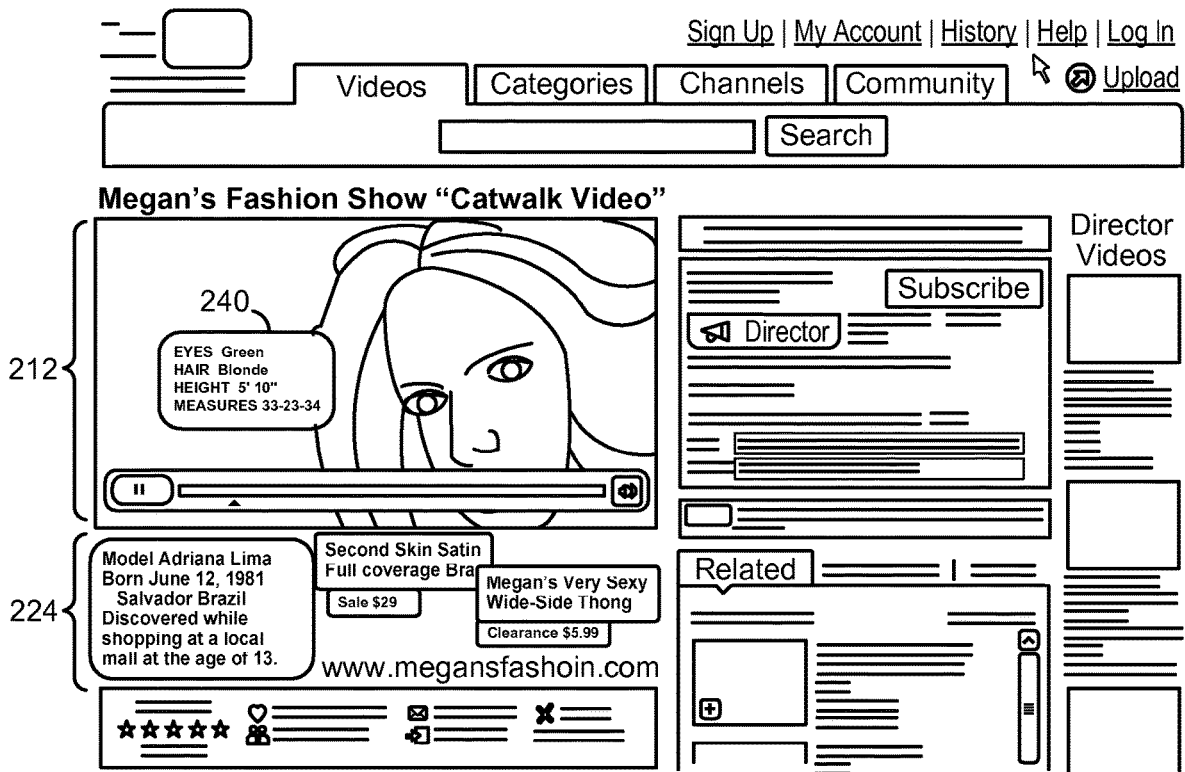 Sign Up | My Account | History | Help | Log In
Videos
Categories
Channels
Community
Upload
Search
Megan's Fashion Show “Catwalk Video”
212
240
EYES Green
HAIR Blonde
HEIGHT 5' 10"
MEASURES 33-23-34
Subscribe
Director
Director
Videos
224
Model Adriana Lima
Born June 12, 1981
Salvador Brazil
Discovered while
shopping at a local
mall at the age of 13.
Second Skin Satin
Full coverage Bra
Sale $29
Megan's Very Sexy
Wide-Side Thong
Clearance $5.99
www.megansfashoin.com
Related